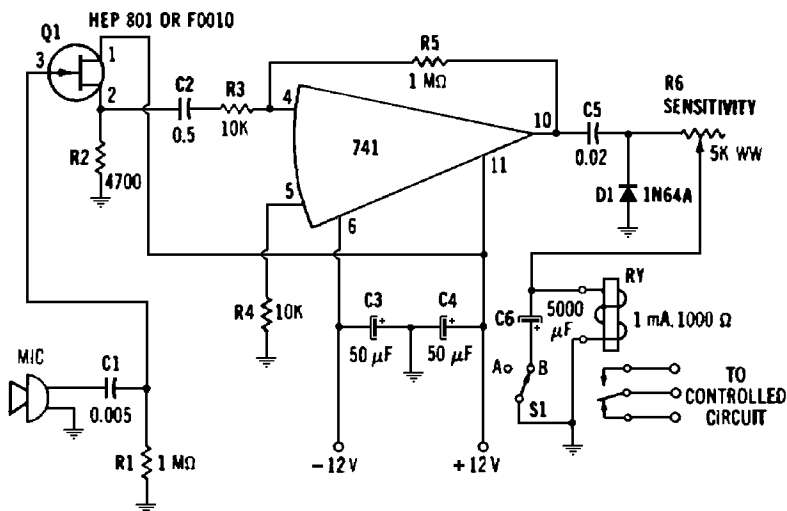 HEP 801 OR F0010
Q1
1
3
2
C2
0.5
R3
10K
R2
4700
R5
1 MΩ
4
741
5
6
10
11
C5
0.02
R6
SENSITIVITY
5K WW
D1
1N64A
R4
10K
C3
50 μF
+
C4
50 μF
+
C6
5000
μF
+
RY
1 mA, 1000 Ω
A
B
S1
TO
CONTROLLED
CIRCUIT
MIC
C1
0.005
R1
1 MΩ
-12V
+12V